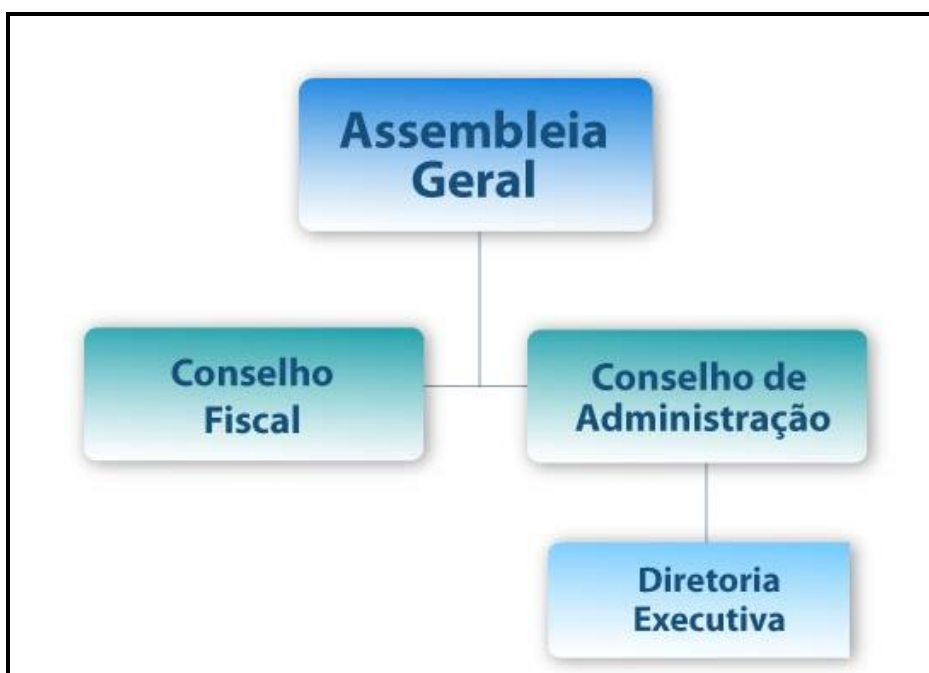 Assembleia
Geral
Conselho
Fiscal
Conselho de
Administração
Diretoria
Executiva